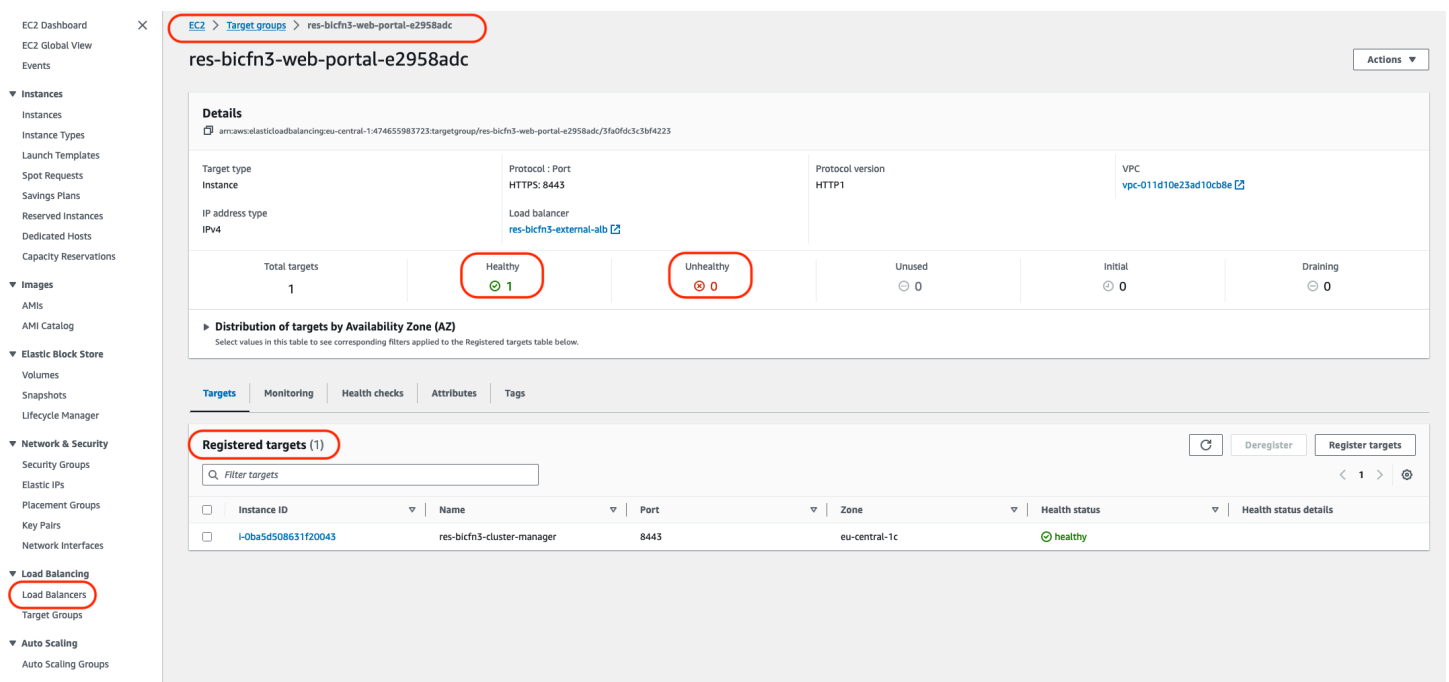 EC2 Dashboard
EC2 Global View
Events
Instances
Instances
Instance Types
Launch Templates
Spot Requests
Savings Plans
Reserved Instances
Dedicated Hosts
Capacity Reservations
Images
AMIs
AMI Catalog
Elastic Block Store
Volumes
Snapshots
Lifecycle Manager
Network & Security
Security Groups
Elastic IPs
Placement Groups
Key Pairs
Network Interfaces
Load Balancing
Load Balancers
Target Groups
Auto Scaling
Auto Scaling Groups
EC2 > Target groups > res-bicfn3-web-portal-e2958adc
res-bicfn3-web-portal-e2958adc
Actions
Details
arn:aws:elasticloadbalancing:eu-central-1:474655983723:targetgroup/res-bicfn3-web-portal-e2958adc/3fa0fdc3c3bf4223
Target type Protocol : Port Protocol version VPC
Instance HTTPS: 8443 HTTP1 vpc-011d10e23ad10cb8e
IP address type Load balancer
IPv4 res-bicfn3-external-alb
Total targets Healthy Unhealthy Unused Initial Draining
1 1 0 0 0 0
Distribution of targets by Availability Zone (AZ)
Select values in this table to see corresponding filters applied to the Registered targets table below.
Targets Monitoring Health checks Attributes Tags
Registered targets (1)
Deregister Register targets
Filter targets
< 1 >
Instance ID Name Port Zone Health status Health status details
i-0ba5d508631f20043 res-bicfn3-cluster-manager 8443 eu-central-1c healthy